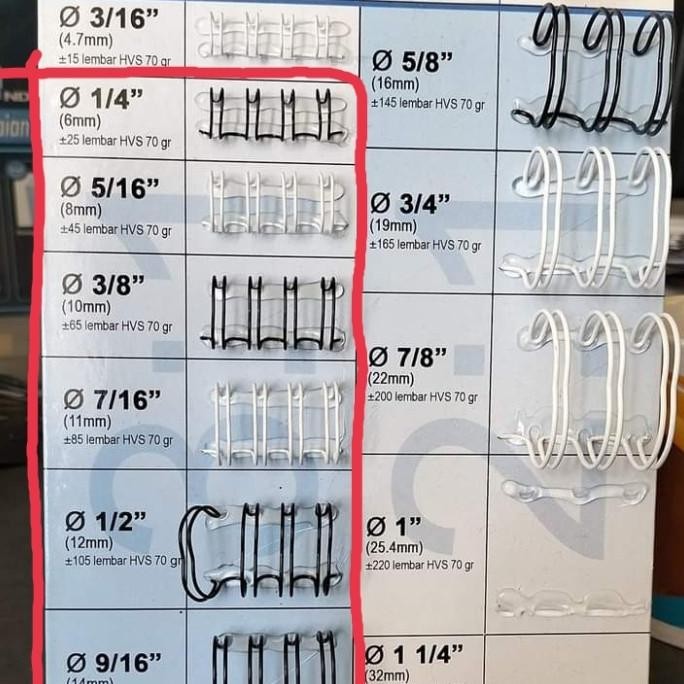 Ø 3/16”
(4.7mm)
±15 lembar HVS 70 gr
Ø 1/4”
(6mm)
±25 lembar HVS 70 gr
Ø 5/16”
(8mm)
±45 lembar HVS 70 gr
Ø 3/8”
(10mm)
±65 lembar HVS 70 gr
Ø 7/16”
(11mm)
±85 lembar HVS 70 gr
Ø 1/2”
(12mm)
±105 lembar HVS 70 gr
Ø 9/16”
(14mm)
Ø 5/8”
(16mm)
±145 lembar HVS 70 gr
Ø 3/4”
(19mm)
±165 lembar HVS 70 gr
Ø 7/8”
(22mm)
±200 lembar HVS 70 gr
Ø 1”
(25.4mm)
±220 lembar HVS 70 gr
Ø 1 1/4”
(32mm)